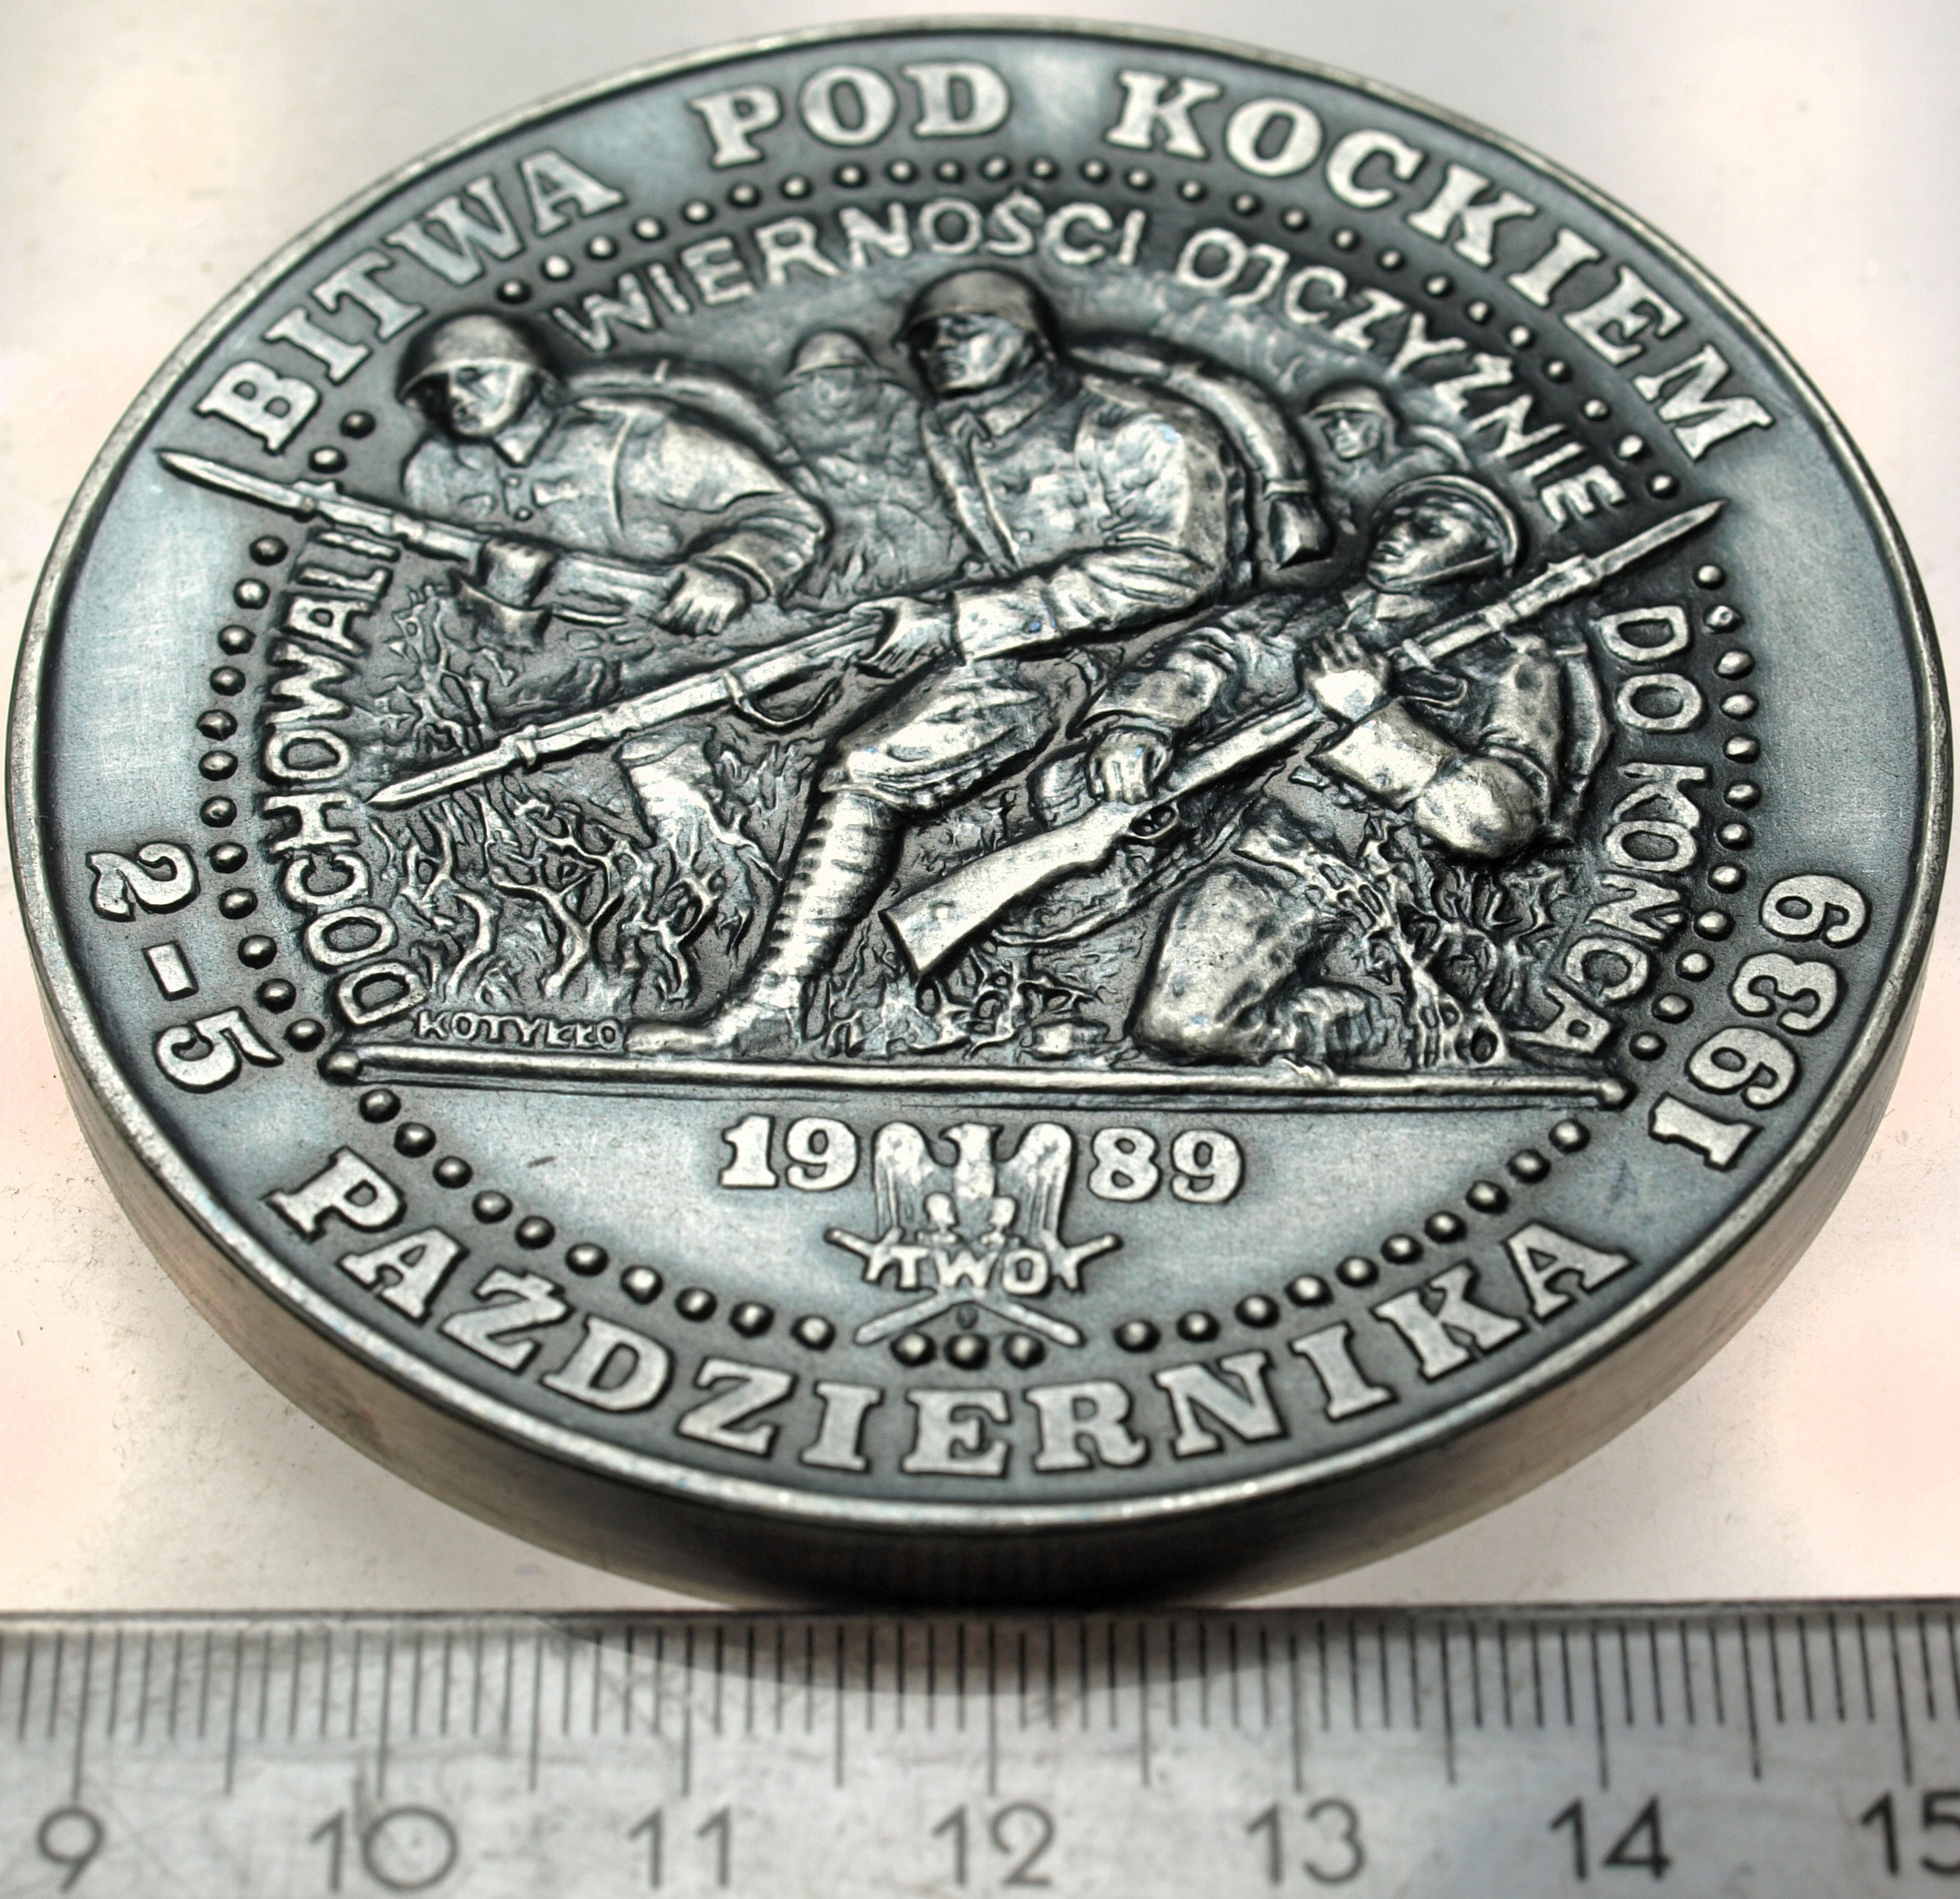 BITWA POD KOCKIEM
2-5 PAŹDZIERNIKA 1939
DOCHOWALI WIERNOŚCI OJCZYŹNIE DO KOŃCA
KOTYŁŁO
19 89
TWO
9 10 11 12 13 14 15